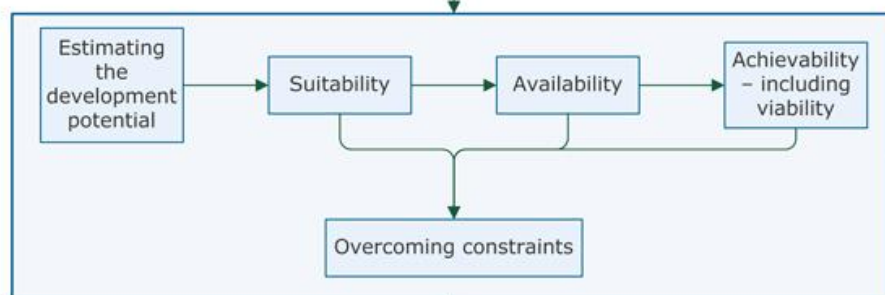 Estimating
the
development
potential
Suitability
Availability
Achievability
– including
viability
Overcoming constraints